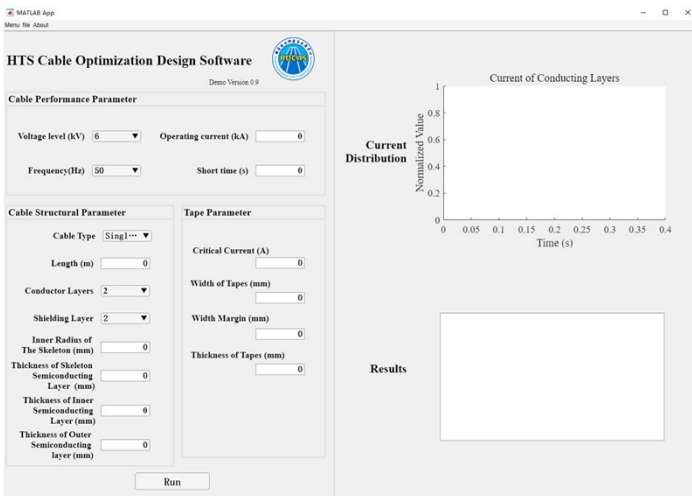 MATLAB App
Menu file About
HTS Cable Optimization Design Software
Demo Version 0.9
Cable Performance Parameter
Voltage level (kV) 6 Operating current (kA) 0
Frequency(Hz) 50 Short time (s) 0
Cable Structural Parameter
Cable Type Singl···
Length (m) 0
Conductor Layers 2
Shielding Layer 2
Inner Radius of
The Skeleton (mm) 0
Thickness of Skeleton
Semiconducting 0
Layer (mm)
Thickness of Inner
Semiconducting 0
Layer (mm)
Thickness of Outer
Semiconducting 0
layer (mm)
Tape Parameter
Critical Current (A)
0
Width of Tapes (mm)
0
Width Margin (mm)
0
Thickness of Tapes (mm)
0
Run
Current
Distribution
Current of Conducting Layers
Normalized Value
1
0.8
0.6
0.4
0.2
0
0 0.05 0.1 0.15 0.2 0.25 0.3 0.35 0.4
Time (s)
Results